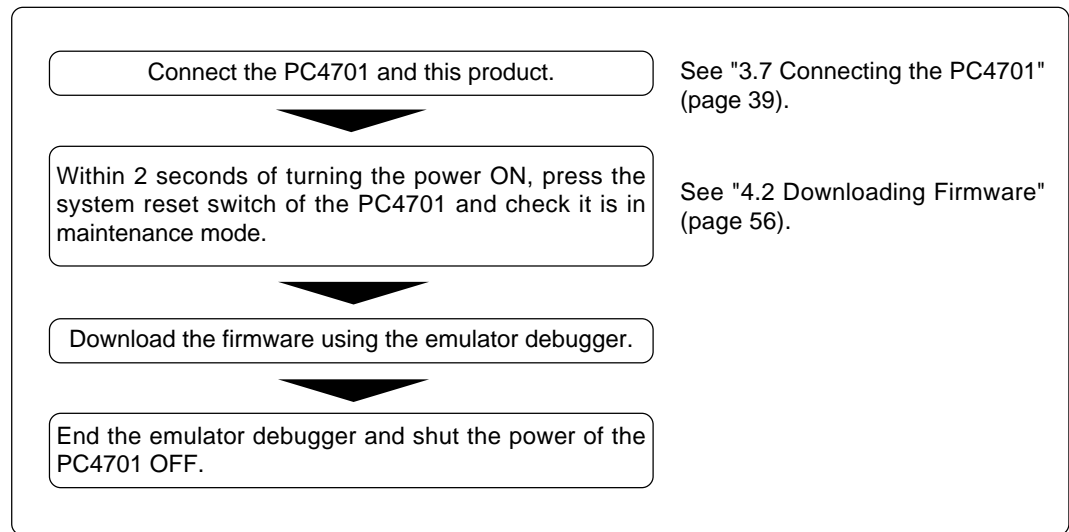 Connect the PC4701 and this product.
See "3.7 Connecting the PC4701"
(page 39).
Within 2 seconds of turning the power ON, press the
system reset switch of the PC4701 and check it is in
maintenance mode.
See "4.2 Downloading Firmware"
(page 56).
Download the firmware using the emulator debugger.
End the emulator debugger and shut the power of the
PC4701 OFF.